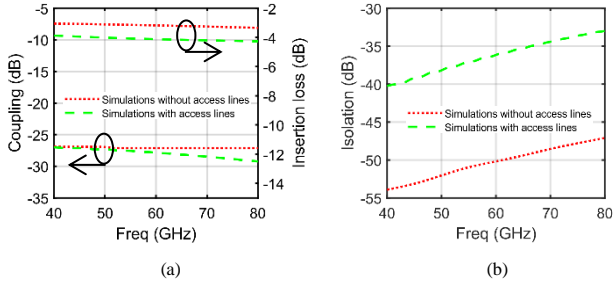 -5
-10
-15
-20
-25
-30
-35
Coupling (dB)
-2
-4
-6
-8
-10
-12
-14
Insertion loss (dB)
Simulations without access lines
Simulations with access lines
40 50 60 70 80
Freq (GHz)
(a)
-30
-35
-40
-45
-50
-55
Isolation (dB)
Simulations without access lines
Simulations with access lines
40 50 60 70 80
Freq (GHz)
(b)